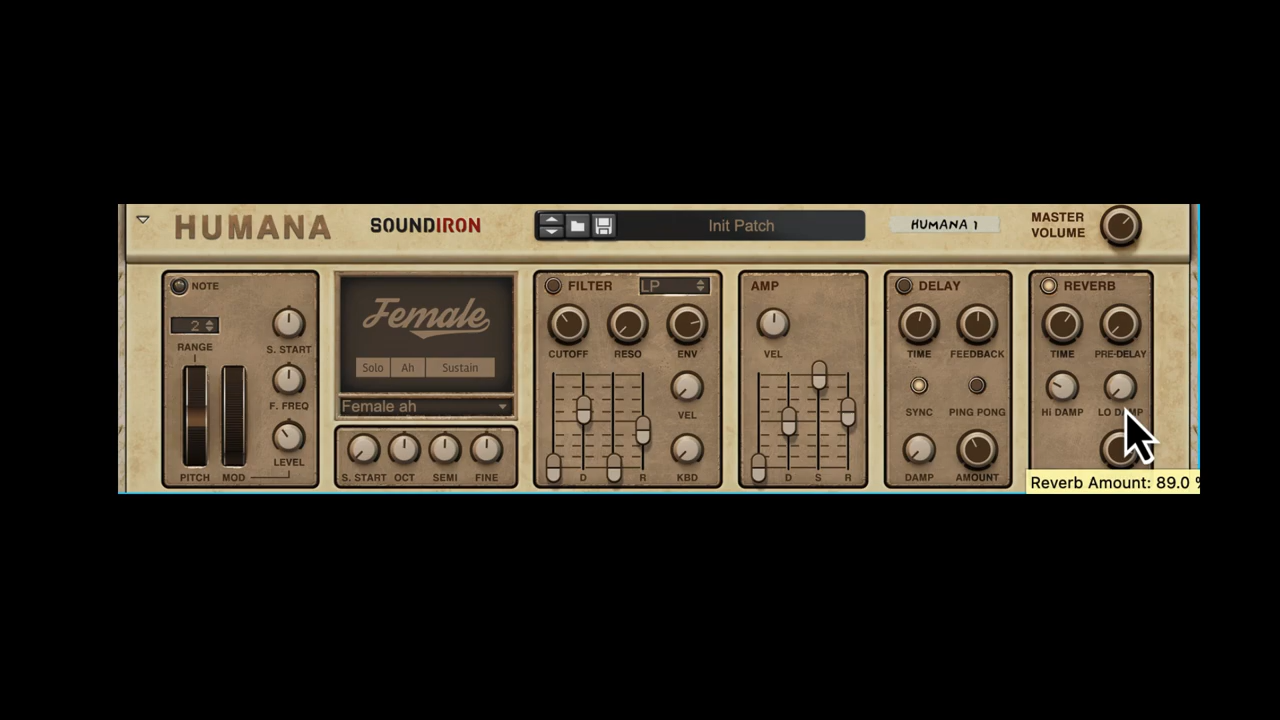 HUMANA
SOUNDIRON
Init Patch
HUMANA 1
MASTER
VOLUME
NOTE
2
RANGE
S. START
F. FREQ
LEVEL
PITCH MOD
Female
Solo Ah Sustain
Female ah
S. START OCT SEMI FINE
FILTER LP
CUTOFF RESO ENV
VEL
D R KBD
AMP
VEL
D S R
DELAY
TIME FEEDBACK
SYNC PING PONG
DAMP AMOUNT
REVERB
TIME PRE-DELAY
Hi DAMP LO DAMP
Reverb Amount: 89.0 %